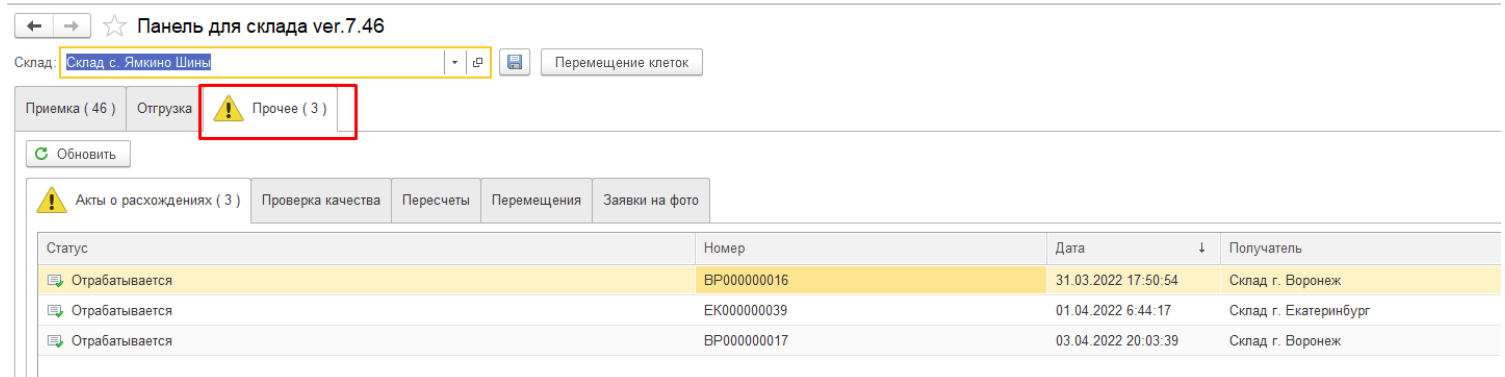 Панель для склада ver.7.46
Склад: Склад с. Ямкино Шины Перемещение клеток
Приемка ( 46 ) Отгрузка Прочее ( 3 )
Обновить
Акты о расхождениях ( 3 ) Проверка качества Пересчеты Перемещения Заявки на фото
Статус Номер Дата ↓ Получатель
Отрабатывается ВР000000016 31.03.2022 17:50:54 Склад г. Воронеж
Отрабатывается ЕК000000039 01.04.2022 6:44:17 Склад г. Екатеринбург
Отрабатывается ВР000000017 03.04.2022 20:03:39 Склад г. Воронеж